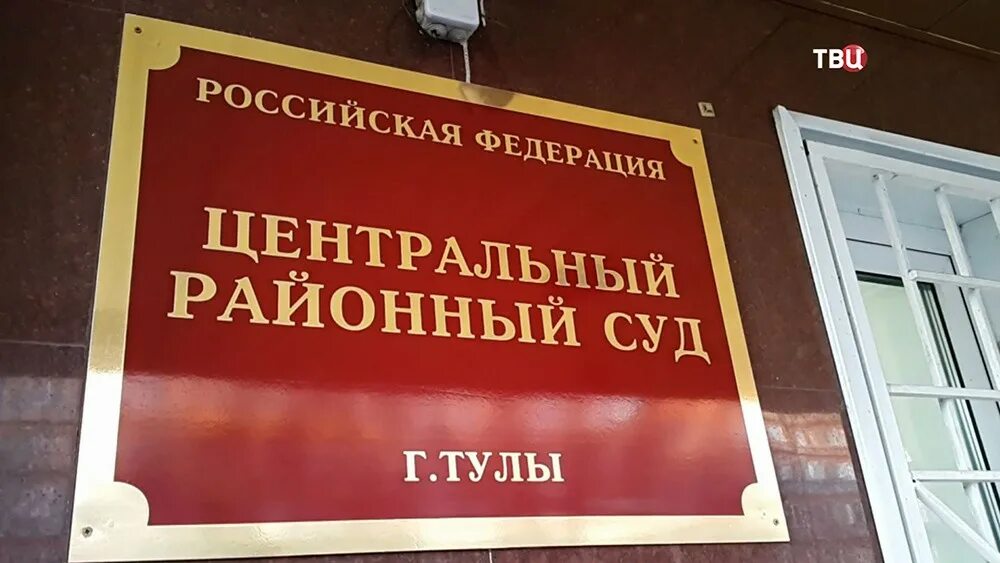 ТВЦ
РОССИЙСКАЯ ФЕДЕРАЦИЯ
ЦЕНТРАЛЬНЫЙ
РАЙОННЫЙ СУД
Г.ТУЛЫ